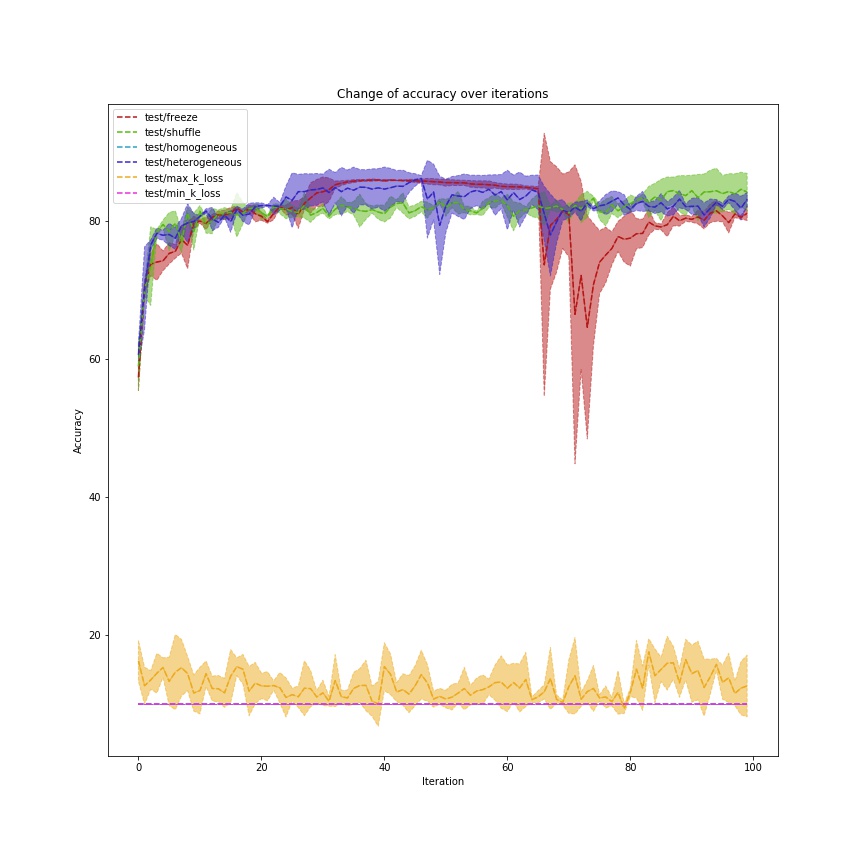 Change of accuracy over iterations
test/freeze
test/shuffle
test/homogeneous
test/heterogeneous
test/max_k_loss
test/min_k_loss
80
60
40
20
Accuracy
0 20 40 60 80 100
Iteration